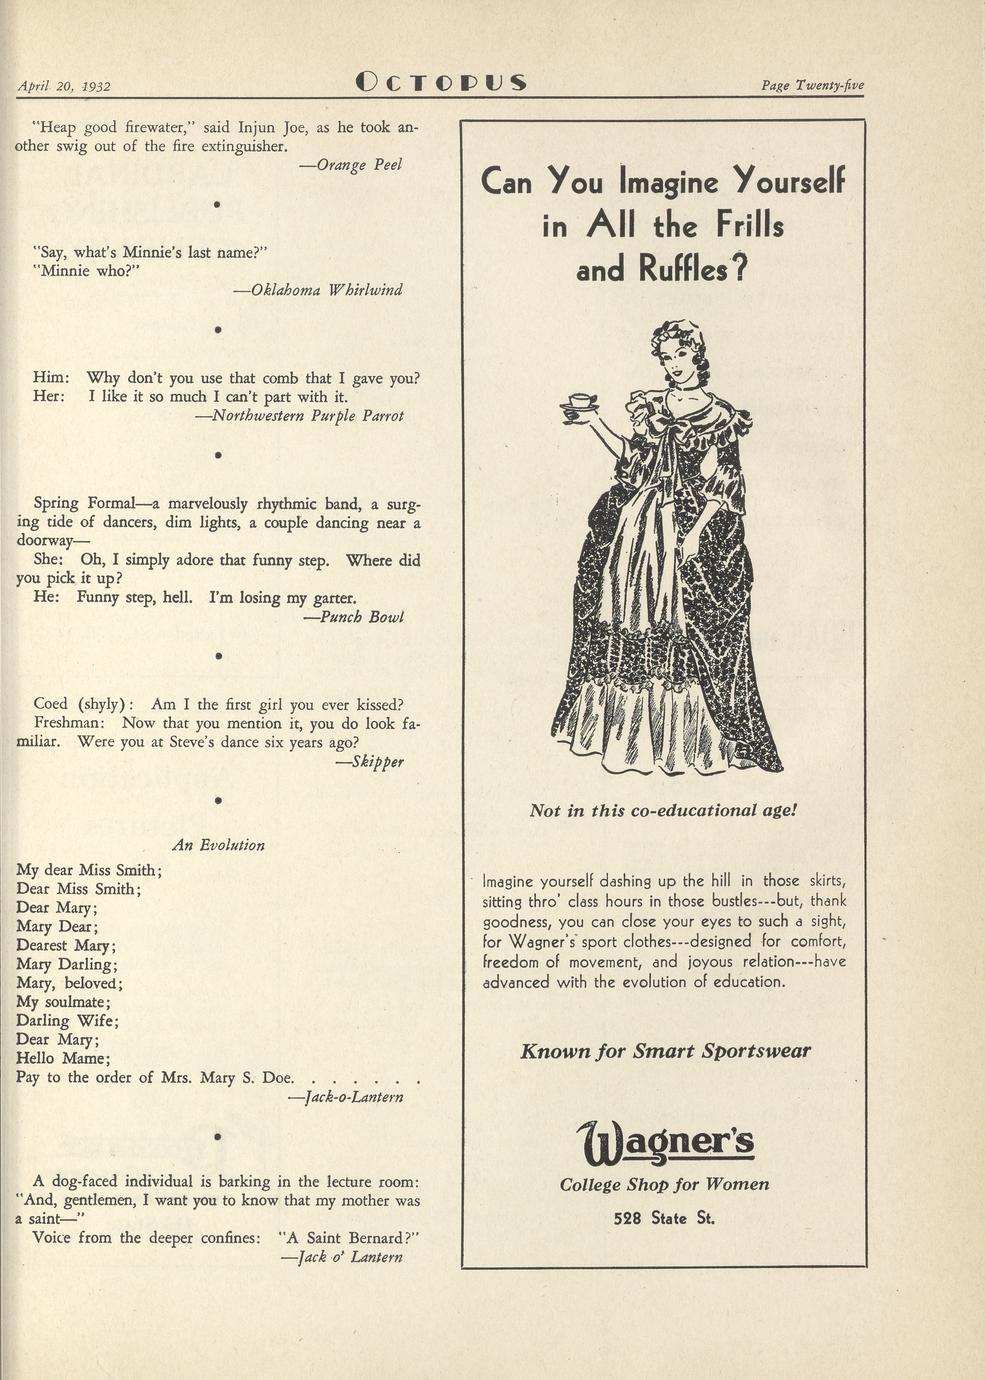 April 20, 1932
OCTOPUS
Page Twenty-five
"Heap good firewater," said Injun Joe, as he took an-
other swig out of the fire extinguisher.
—Orange Peel
•
"Say, what's Minnie's last name?"
"Minnie who?"
—Oklahoma Whirlwind
•
Him: Why don't you use that comb that I gave you?
Her: I like it so much I can't part with it.
—Northwestern Purple Parrot
•
Spring Formal—a marvelously rhythmic band, a surg-
ing tide of dancers, dim lights, a couple dancing near a
doorway—
She: Oh, I simply adore that funny step. Where did
you pick it up?
He: Funny step, hell. I'm losing my garter.
—Punch Bowl
•
Coed (shyly): Am I the first girl you ever kissed?
Freshman: Now that you mention it, you do look fa-
miliar. Were you at Steve's dance six years ago?
—Skipper
•
An Evolution
My dear Miss Smith;
Dear Miss Smith;
Dear Mary;
Mary Dear;
Dearest Mary;
Mary Darling;
Mary, beloved;
My soulmate;
Darling Wife;
Dear Mary;
Hello Mame;
Pay to the order of Mrs. Mary S. Doe. . . . . . .
—Jack-o-Lantern
•
A dog-faced individual is barking in the lecture room:
"And, gentlemen, I want you to know that my mother was
a saint—"
Voice from the deeper confines: "A Saint Bernard?"
—Jack o' Lantern
Can You Imagine Yourself
in All the Frills
and Ruffles?
Not in this co-educational age!
Imagine yourself dashing up the hill in those skirts,
sitting thro' class hours in those bustles---but, thank
goodness, you can close your eyes to such a sight,
for Wagner's sport clothes---designed for comfort,
freedom of movement, and joyous relation---have
advanced with the evolution of education.
Known for Smart Sportswear
Wagner's
College Shop for Women
528 State St.